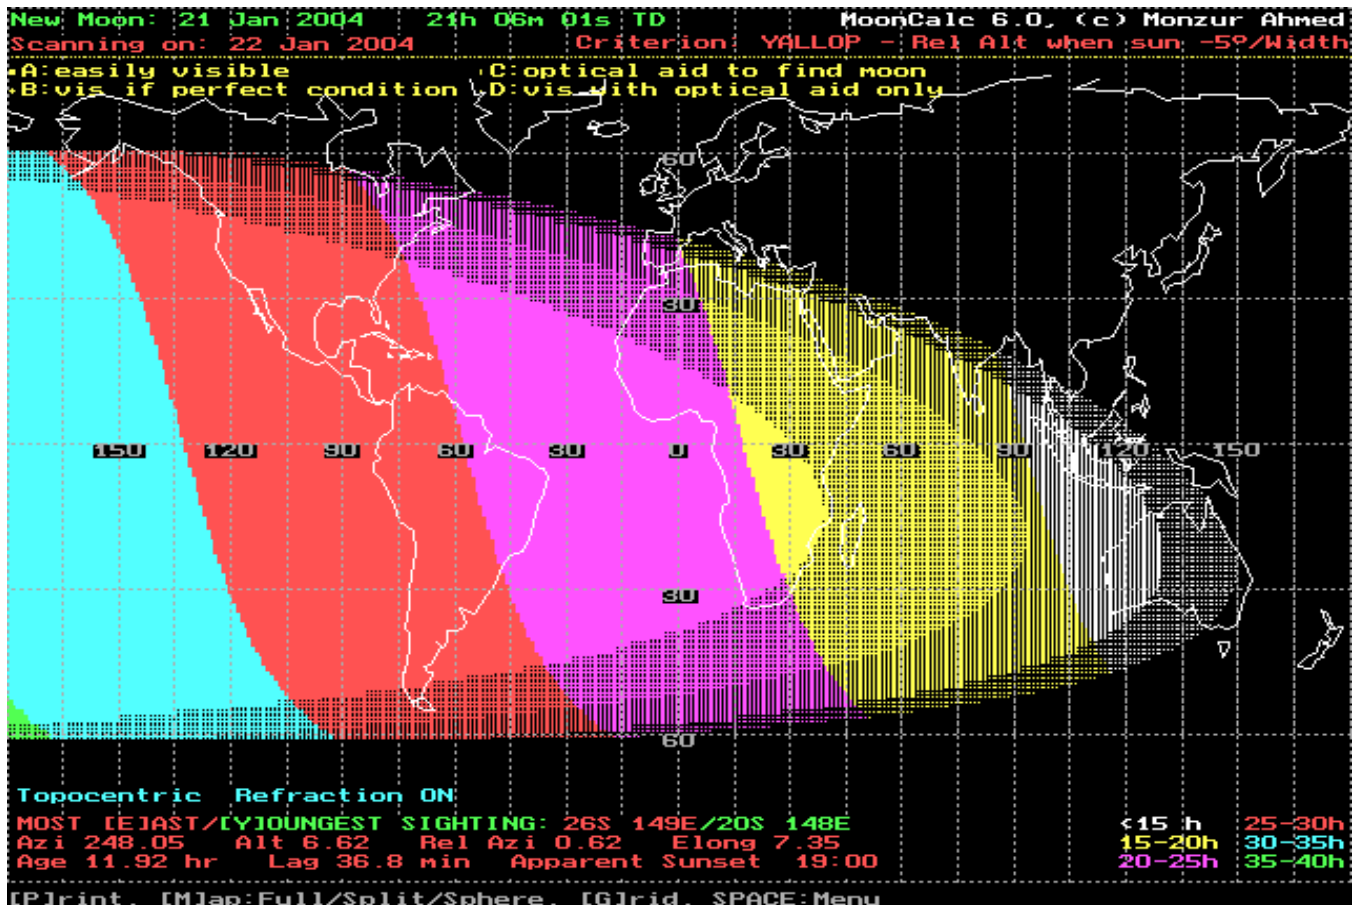 New Moon: 21 Jan 2004 21h 06m 01s TD MoonCalc 6.0, (c) Monzur Ahmed
Scanning on: 22 Jan 2004 Criterion: YALLOP - Rel Alt when sun -5º/Width
A:easily visible C:optical aid to find moon
B:vis if perfect condition D:vis with optical aid only
60
30
150 120 90 60 30 0 30 60 90 120 150
30
60
Topocentric Refraction ON
MOST [E]AST/[Y]OUNGEST SIGHTING: 26S 149E/20S 148E <15 h 25-30h
Azi 248.05 Alt 6.62 Rel Azi 0.62 Elong 7.35 15-20h 30-35h
Age 11.92 hr Lag 36.8 min Apparent Sunset 19:00 20-25h 35-40h
[P]rint, [M]ap:Full/Split/Sphere, [G]rid, SPACE:Menu